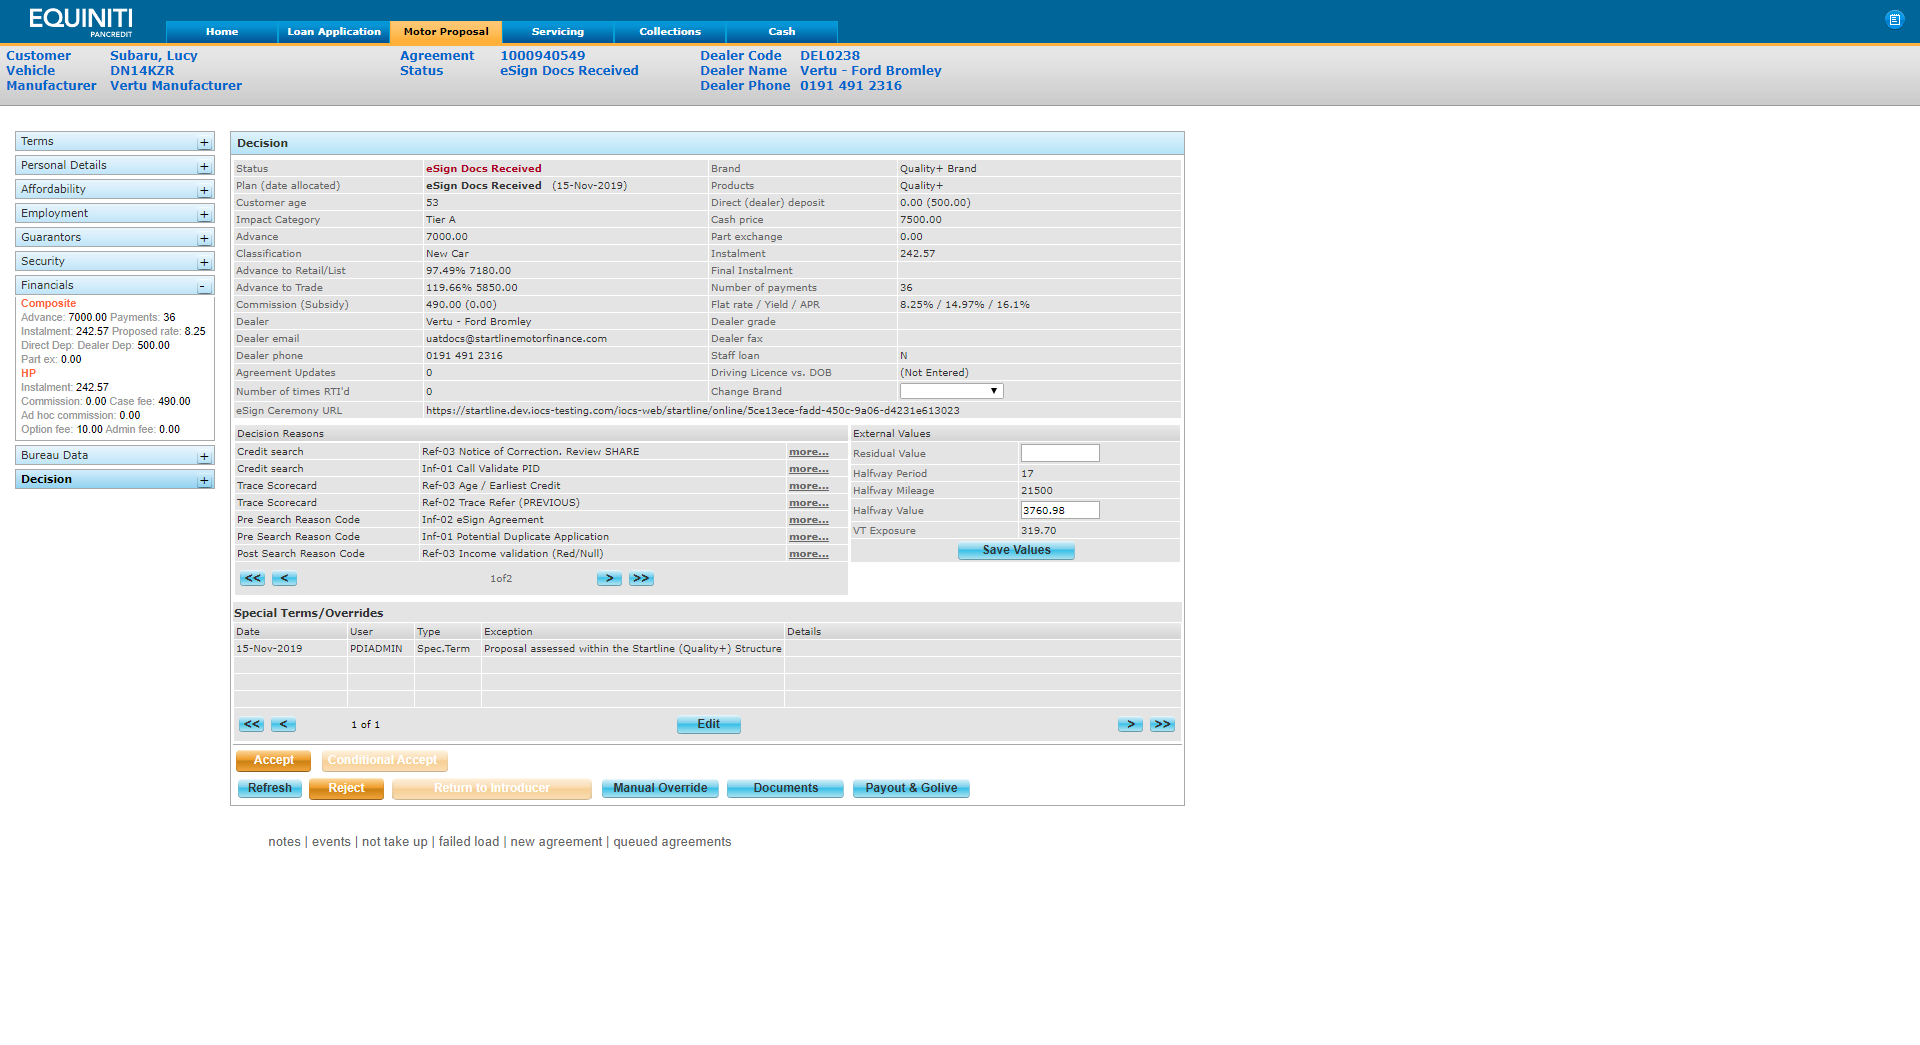 EQUINITI
PANCREDIT
Home Loan Application Motor Proposal Servicing Collections Cash
Customer Subaru, Lucy Agreement 1000940549 Dealer Code DEL0238
Vehicle DN14KZR Status eSign Docs Received Dealer Name Vertu - Ford Bromley
Manufacturer Vertu Manufacturer Dealer Phone 0191 491 2316
Terms +
Personal Details +
Affordability +
Employment +
Guarantors +
Security +
Financials -
Composite
Advance: 7000.00 Payments: 36
Instalment: 242.57 Proposed rate: 8.25
Direct Dep: Dealer Dep: 500.00
Part ex: 0.00
HP
Instalment: 242.57
Commission: 0.00 Case fee: 490.00
Ad hoc commission: 0.00
Option fee: 10.00 Admin fee: 0.00
Bureau Data +
Decision +
Decision
Status eSign Docs Received Brand Quality+ Brand
Plan (date allocated) eSign Docs Received (15-Nov-2019) Products Quality+
Customer age 53 Direct (dealer) deposit 0.00 (500.00)
Impact Category Tier A Cash price 7500.00
Advance 7000.00 Part exchange 0.00
Classification New Car Instalment 242.57
Advance to Retail/List 97.49% 7180.00 Final Instalment
Advance to Trade 119.66% 5850.00 Number of payments 36
Commission (Subsidy) 490.00 (0.00) Flat rate / Yield / APR 8.25% / 14.97% / 16.1%
Dealer Vertu - Ford Bromley Dealer grade
Dealer email uatdocs@startlinemotorfinance.com Dealer fax
Dealer phone 0191 491 2316 Staff loan N
Agreement Updates 0 Driving Licence vs. DOB (Not Entered)
Number of times RTI'd 0 Change Brand
eSign Ceremony URL https://startline.dev.iocs-testing.com/iocs-web/startline/online/5ce13ece-fadd-450c-9a06-d4231e613023
Decision Reasons
Credit search Ref-03 Notice of Correction. Review SHARE more...
Credit search Inf-01 Call Validate PID more...
Trace Scorecard Ref-03 Age / Earliest Credit more...
Trace Scorecard Ref-02 Trace Refer (PREVIOUS) more...
Pre Search Reason Code Inf-02 eSign Agreement more...
Pre Search Reason Code Inf-01 Potential Duplicate Application more...
Post Search Reason Code Ref-03 Income validation (Red/Null) more...
<< < 1of2 > >>
External Values
Residual Value
Halfway Period 17
Halfway Mileage 21500
Halfway Value 3760.98
VT Exposure 319.70
Save Values
Special Terms/Overrides
Date User Type Exception Details
15-Nov-2019 PDIADMIN Spec.Term Proposal assessed within the Startline (Quality+) Structure
<< < 1 of 1 Edit > >>
Accept Conditional Accept
Refresh Reject Return to Introducer Manual Override Documents Payout & Golive
notes | events | not take up | failed load | new agreement | queued agreements